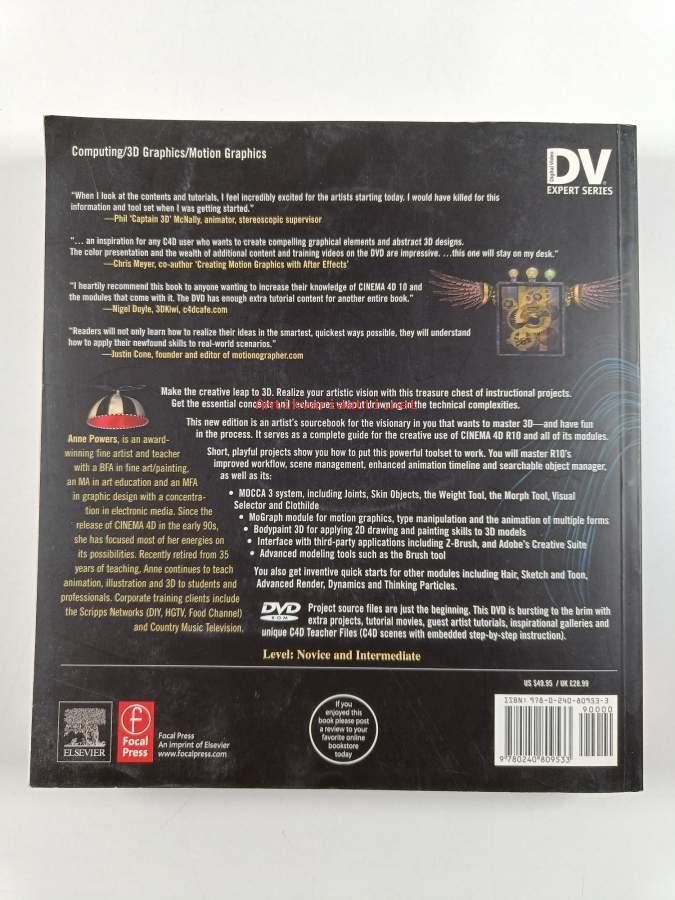 Computing/3D Graphics/Motion Graphics
Digital Video
DV
EXPERT SERIES
"When I look at the contents and tutorials, I feel incredibly excited for the artists starting today. I would have killed for this
information and tool set when I was getting started."
—Phil 'Captain 3D' McNally, animator, stereoscopic supervisor
"... an inspiration for any C4D user who wants to create compelling graphical elements and abstract 3D designs.
The color presentation and the wealth of additional content and training videos on the DVD are impressive. ...this one will stay on my desk."
—Chris Meyer, co-author 'Creating Motion Graphics with After Effects'
"I heartily recommend this book to anyone wanting to increase their knowledge of CINEMA 4D 10 and
the modules that come with it. The DVD has enough extra tutorial content for another entire book."
—Nigel Doyle, 3DKiwi, c4dcafe.com
"Readers will not only learn how to realize their ideas in the smartest, quickest ways possible, they will understand
how to apply their newfound skills to real-world scenarios."
—Justin Cone, founder and editor of motionographer.com
Make the creative leap to 3D. Realize your artistic vision with this treasure chest of instructional projects.
Get the essential concepts and techniques without drowning in the technical complexities.
This new edition is an artist's sourcebook for the visionary in you that wants to master 3D—and have fun
in the process. It serves as a complete guide for the creative use of CINEMA 4D R10 and all of its modules.
Short, playful projects show you how to put this powerful toolset to work. You will master R10's
improved workflow, scene management, enhanced animation timeline and searchable object manager,
as well as its:
• MOCCA 3 system, including Joints, Skin Objects, the Weight Tool, the Morph Tool, Visual
Selector and Clothilde
• MoGraph module for motion graphics, type manipulation and the animation of multiple forms
• Bodypaint 3D for applying 2D drawing and painting skills to 3D models
• Interface with third-party applications including Z-Brush, and Adobe's Creative Suite
• Advanced modeling tools such as the Brush tool
You also get inventive quick starts for other modules including Hair, Sketch and Toon,
Advanced Render, Dynamics and Thinking Particles.
DVD
ROM
Project source files are just the beginning. This DVD is bursting to the brim with
extra projects, tutorial movies, guest artist tutorials, inspirational galleries and
unique C4D Teacher Files (C4D scenes with embedded step-by-step instruction).
Level: Novice and Intermediate
Anne Powers, is an award-
winning fine artist and teacher
with a BFA in fine art/painting,
an MA in art education and an MFA
in graphic design with a concentra-
tion in electronic media. Since the
release of CINEMA 4D in the early 90s,
she has focused most of her energies on
its possibilities. Recently retired from 35
years of teaching, Anne continues to teach
animation, illustration and 3D to students and
professionals. Corporate training clients include
the Scripps Networks (DIY, HGTV, Food Channel)
and Country Music Television.
US $49.95 / UK £28.99
ELSEVIER
Focal
Press
Focal Press
An imprint of Elsevier
www.focalpress.com
If you
enjoyed this
book please post
a review to your
favorite online
bookstore
today
ISBN: 978-0-240-80953-3
90000
9 780240 809533